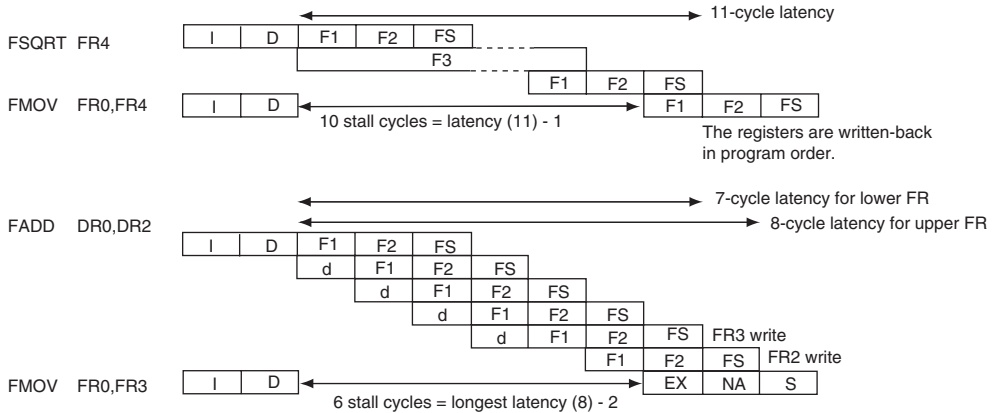 11-cycle latency
FSQRT FR4 I D F1 F2 FS
F3
F1 F2 FS
FMOV FR0,FR4 I D F1 F2 FS
10 stall cycles = latency (11) - 1
The registers are written-back
in program order.
7-cycle latency for lower FR
FADD DR0,DR2 8-cycle latency for upper FR
I D F1 F2 FS
d F1 F2 FS
d F1 F2 FS
d F1 F2 FS
d F1 F2 FS FR3 write
F1 F2 FS FR2 write
FMOV FR0,FR3 I D EX NA S
6 stall cycles = longest latency (8) - 2